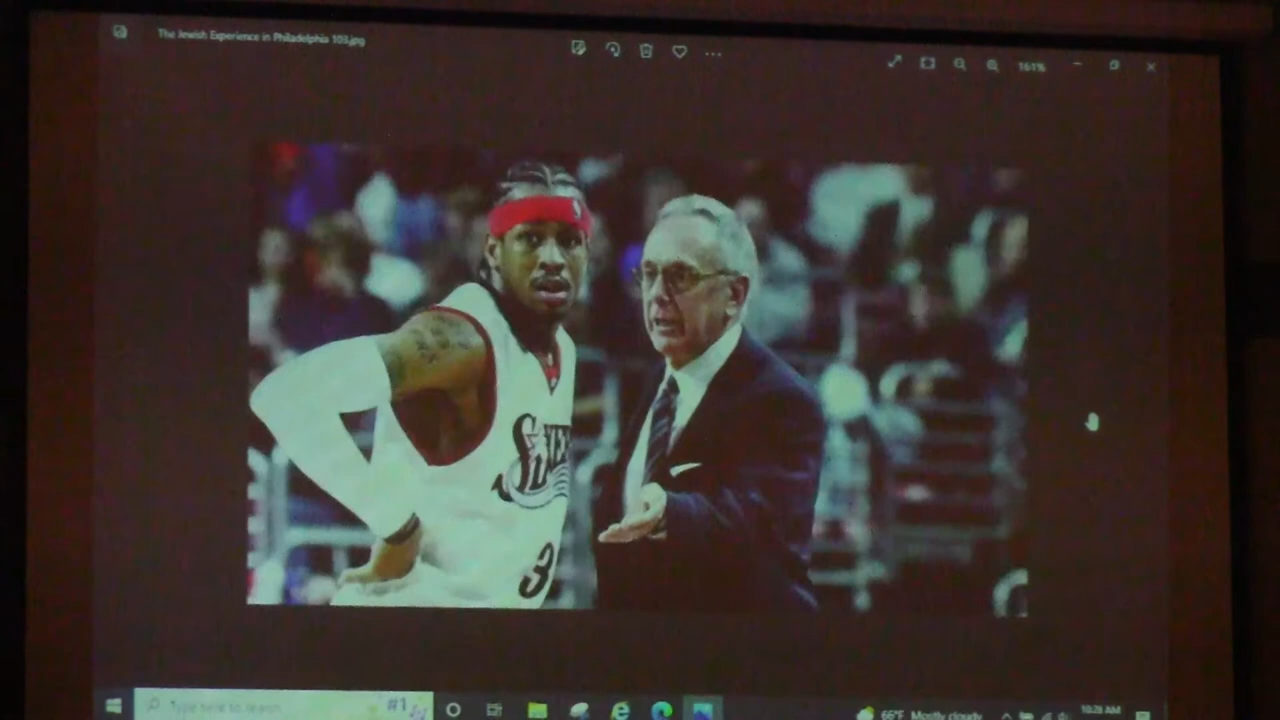 The Jewish Experience in Philadelphia 103.jpg
161%
SIXERS
3
Type here to search
#1
66°F Mostly cloudy
10:28 AM